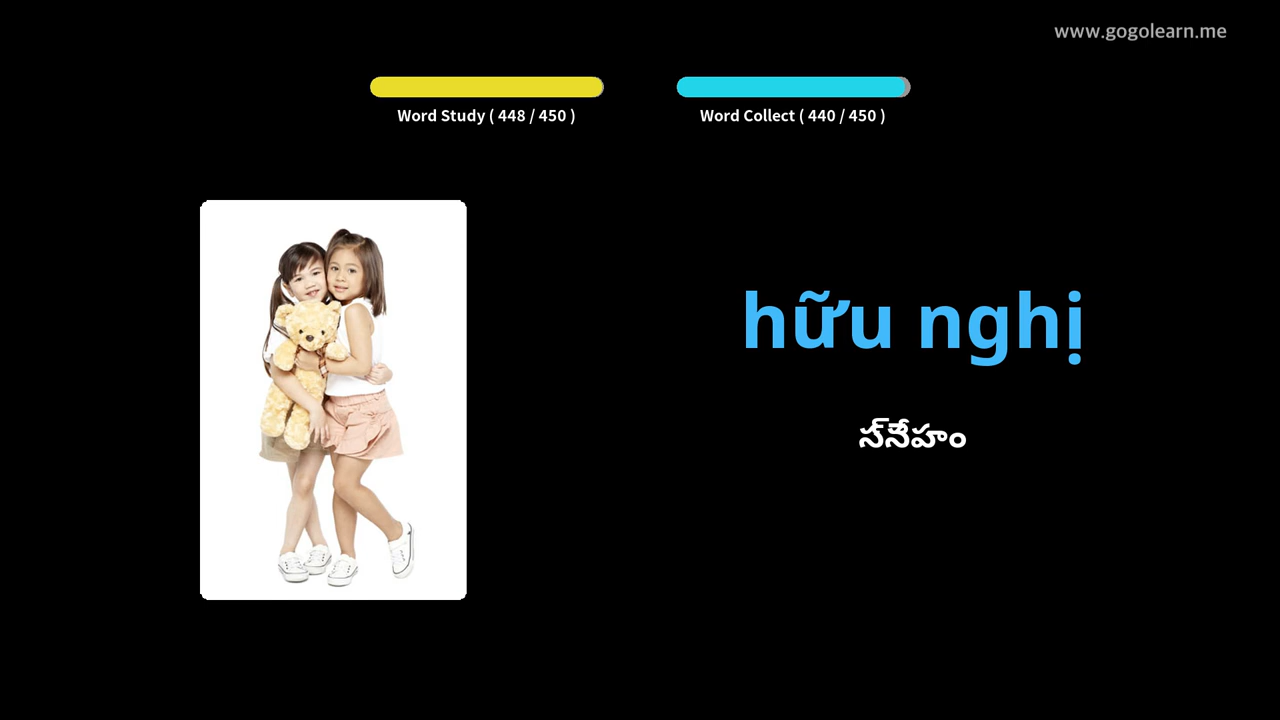 www.gogolearn.me
Word Study ( 448 / 450 )
Word Collect ( 440 / 450 )
hữu nghị
స్‌నేహం